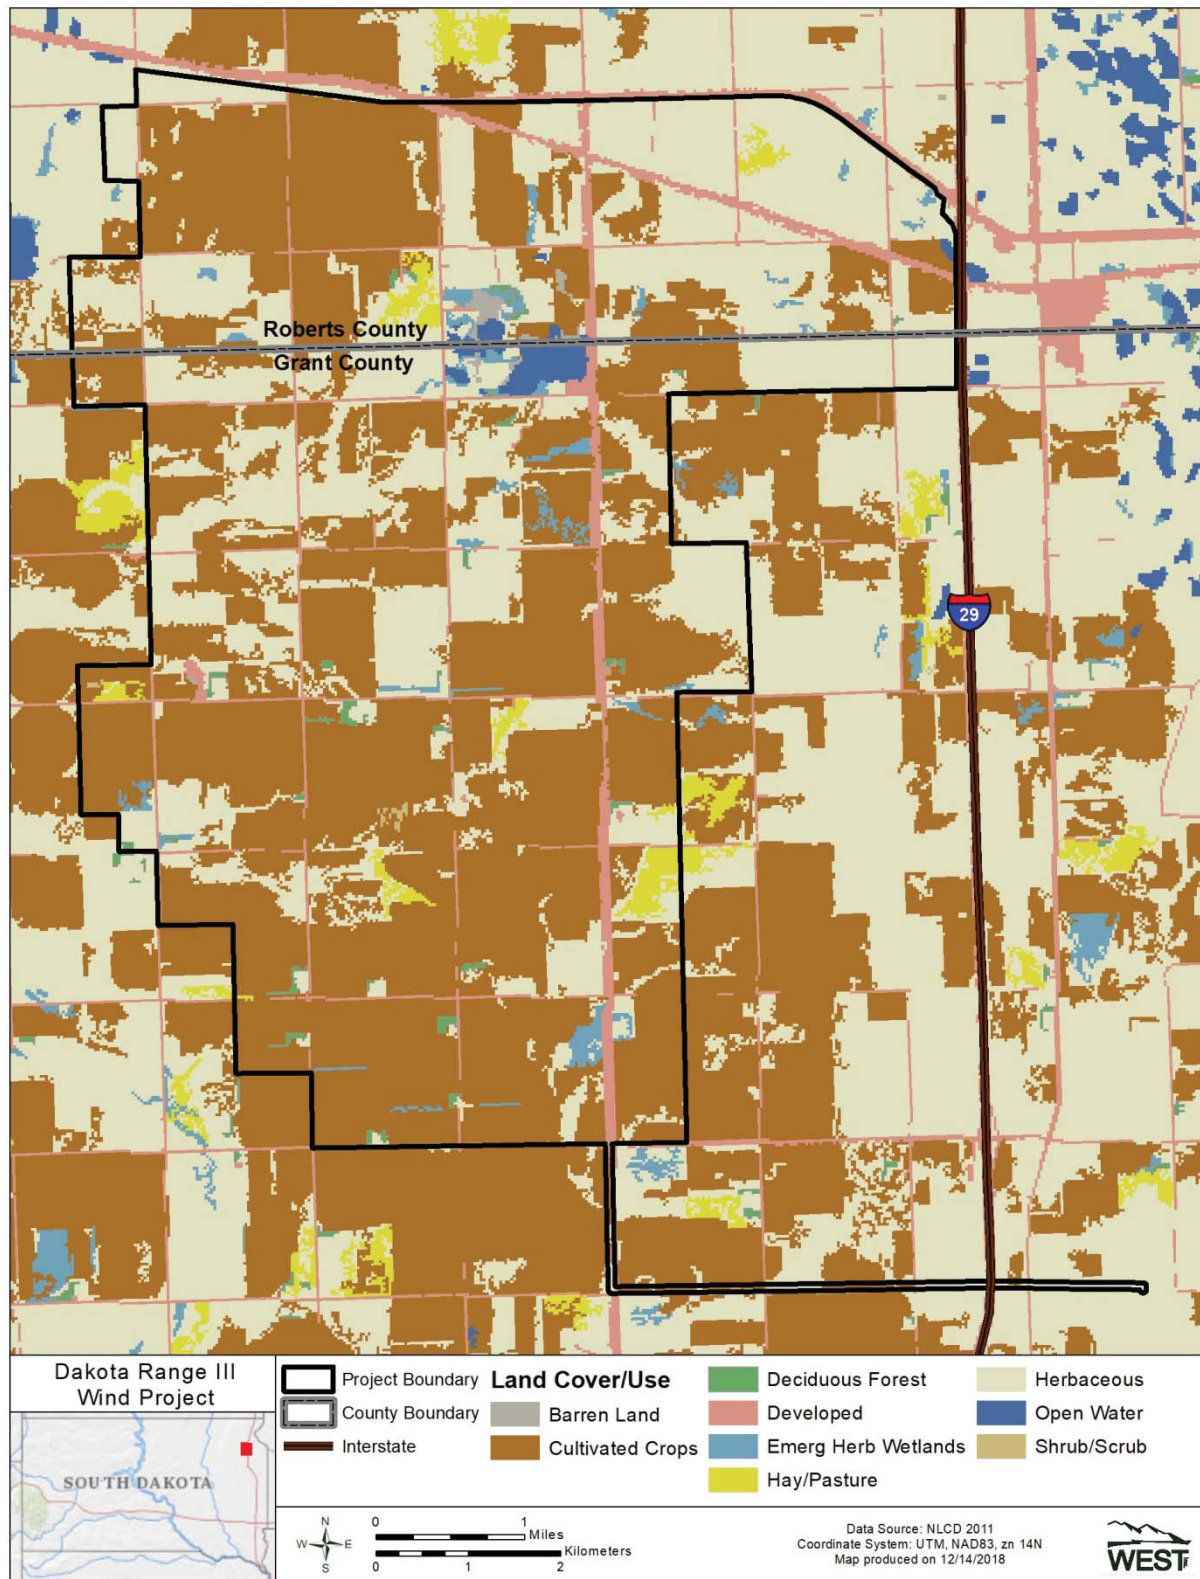 Roberts County
Grant County
29
Dakota Range III
Wind Project
SOUTH DAKOTA
Project Boundary
County Boundary
Interstate
Land Cover/Use
Barren Land
Cultivated Crops
Deciduous Forest
Developed
Emerg Herb Wetlands
Hay/Pasture
Herbaceous
Open Water
Shrub/Scrub
N
W E
S
0 1
Miles
Kilometers
0 1 2
Data Source: NLCD 2011
Coordinate System: UTM, NAD83, zn 14N
Map produced on 12/14/2018
WEST